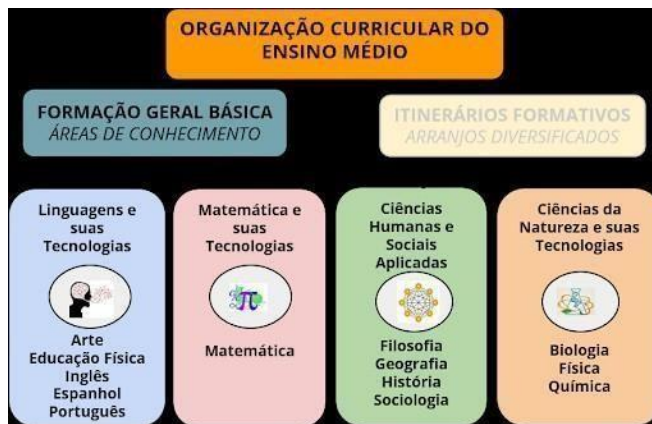 ORGANIZAÇÃO CURRICULAR DO
ENSINO MÉDIO
FORMAÇÃO GERAL BÁSICA
ÁREAS DE CONHECIMENTO
ITINERÁRIOS FORMATIVOS
ARRANJOS DIVERSIFICADOS
Linguagens e
suas
Tecnologias
Arte
Educação Física
Inglês
Espanhol
Português
Matemática e
suas
Tecnologias
π
Matemática
Ciências
Humanas e
Sociais
Aplicadas
Filosofia
Geografia
História
Sociologia
Ciências da
Natureza e suas
Tecnologias
Biologia
Física
Química